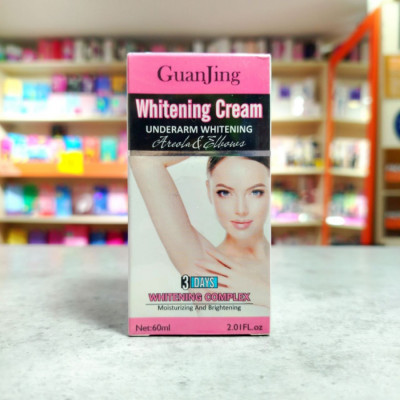 GuanJing
Whitening Cream
UNDERARM WHITENING
Areola & Elbows
3 DAYS
WHITENING COMPLEX
Moisturizing And Brightening
Net:60ml 2.01FL.oz